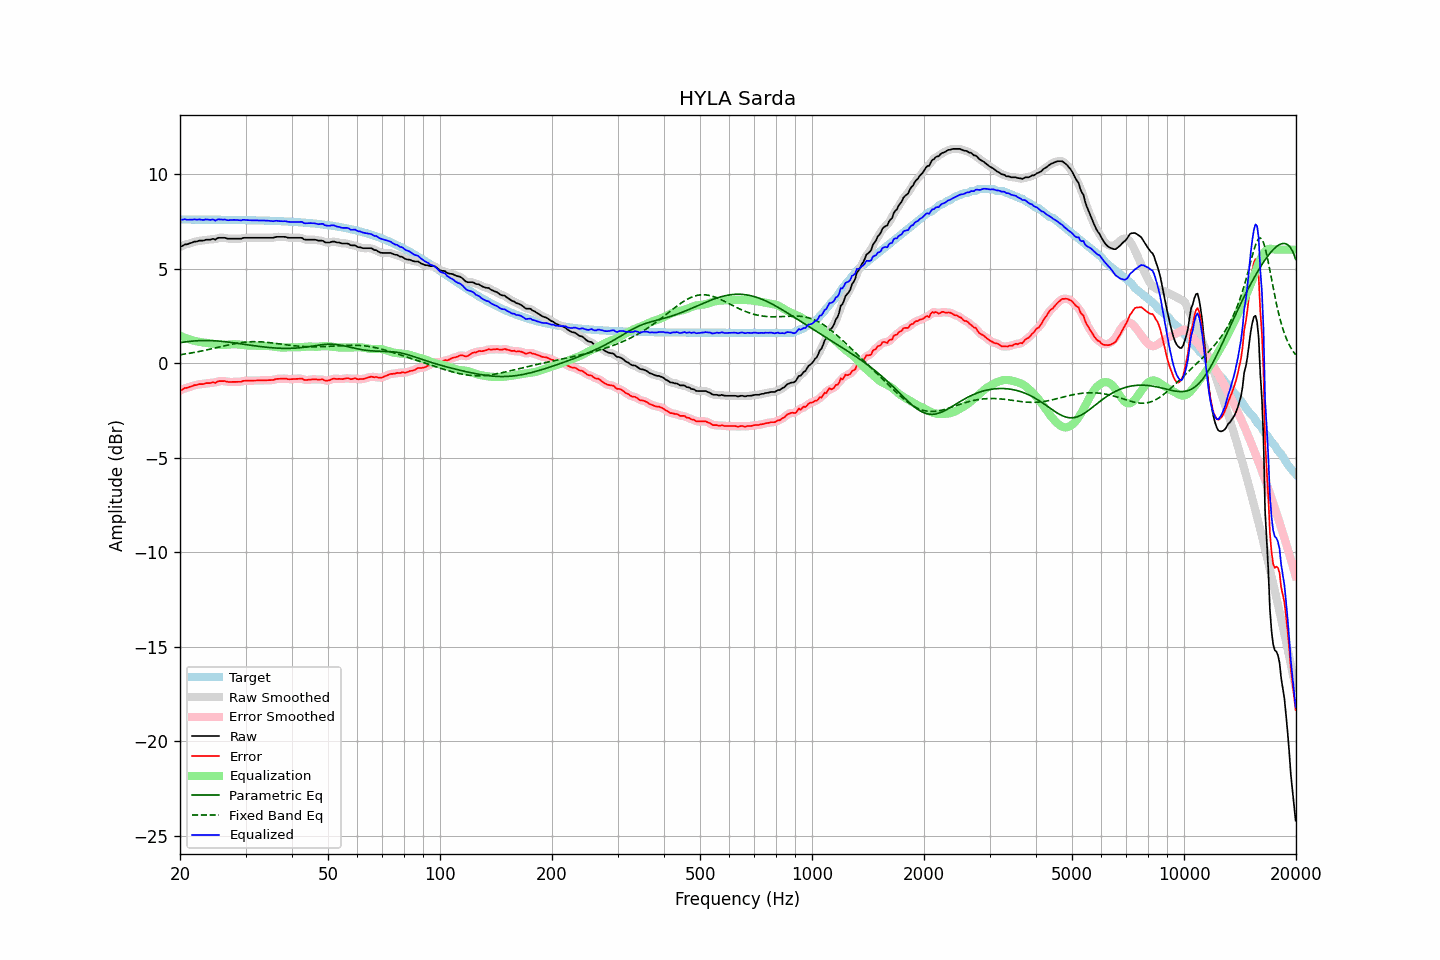 HYLA Sarda
Amplitude (dBr)
10
5
0
−5
−10
−15
−20
−25
Target
Raw Smoothed
Error Smoothed
Raw
Error
Equalization
Parametric Eq
Fixed Band Eq
Equalized
20 50 100 200 500 1000 2000 5000 10000 20000
Frequency (Hz)